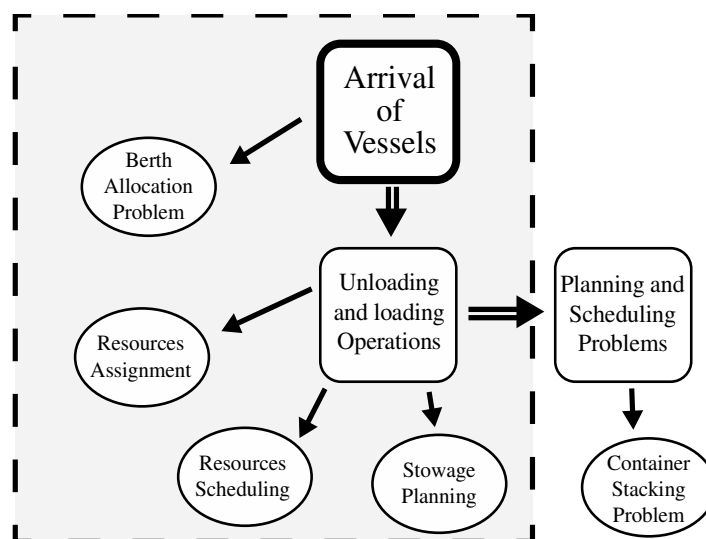 Arrival
of
Vessels
Berth
Allocation
Problem
Unloading
and loading
Operations
Planning and
Scheduling
Problems
Resources
Assignment
Resources
Scheduling
Stowage
Planning
Container
Stacking
Problem